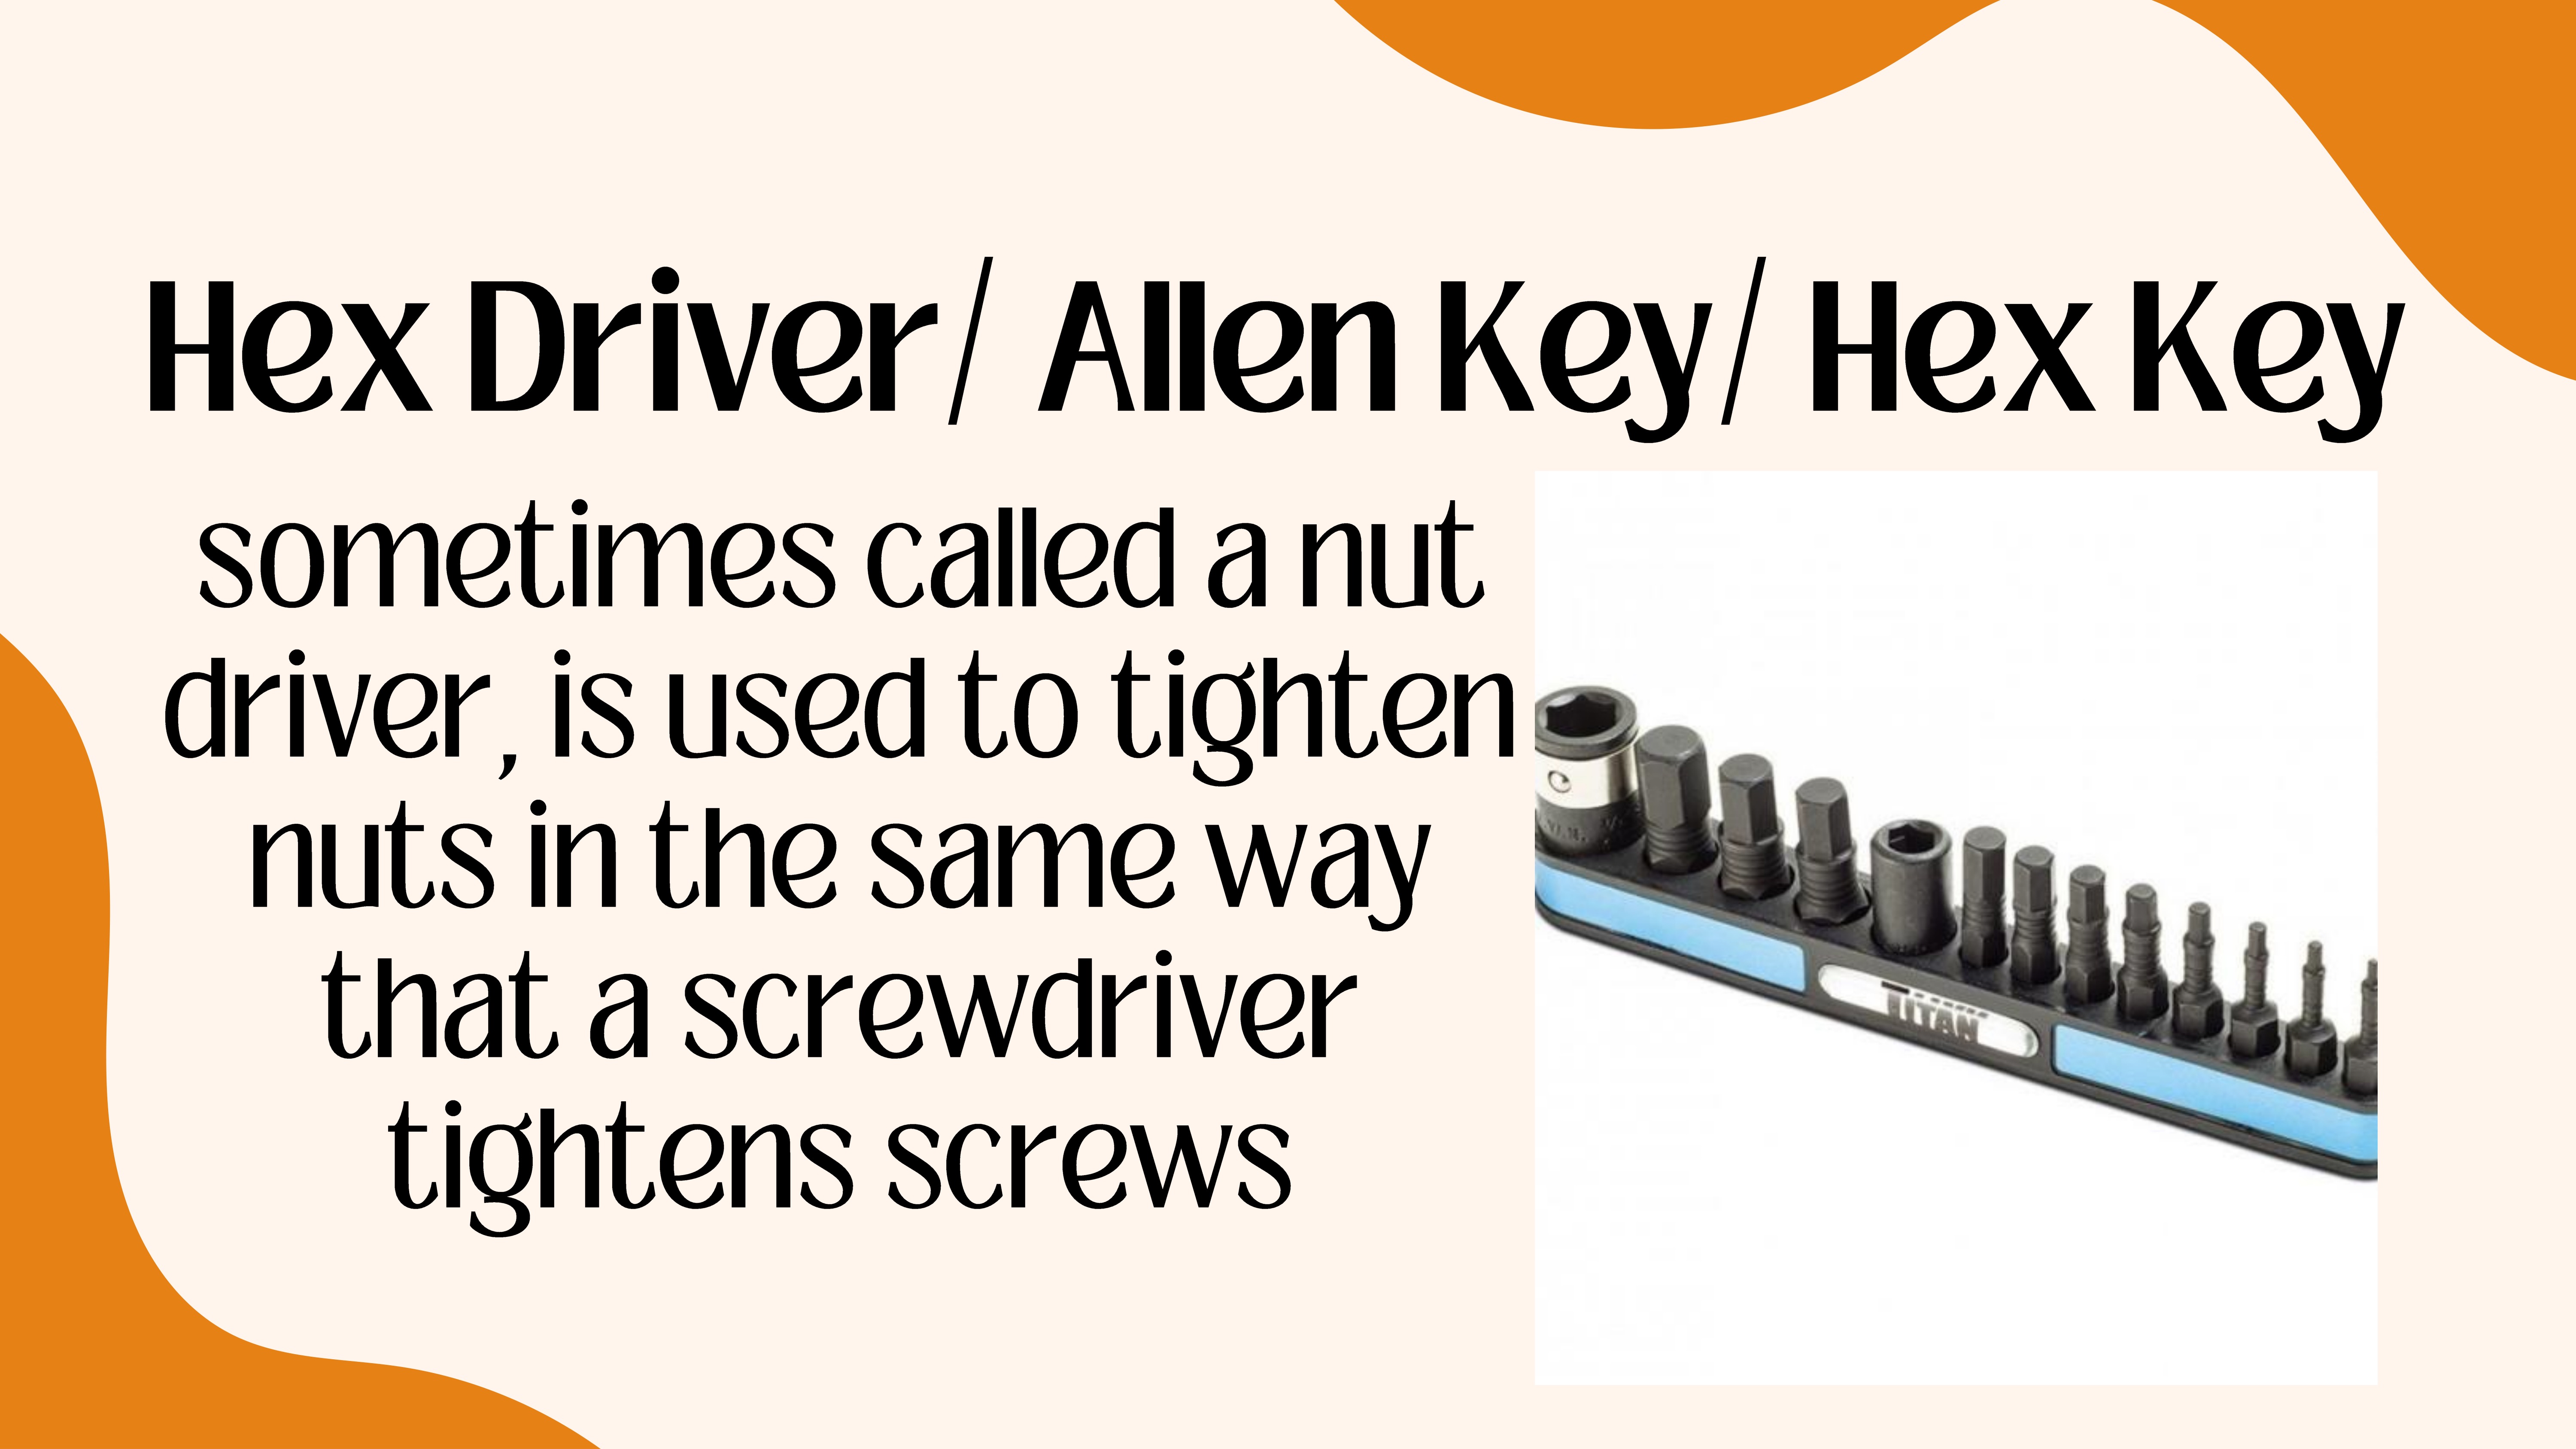 Hex Driver/ Allen Key/ Hex Key
sometimes called a nut
driver, is used to tighten
nuts in the same way
that a screwdriver
tightens screws
TITAN